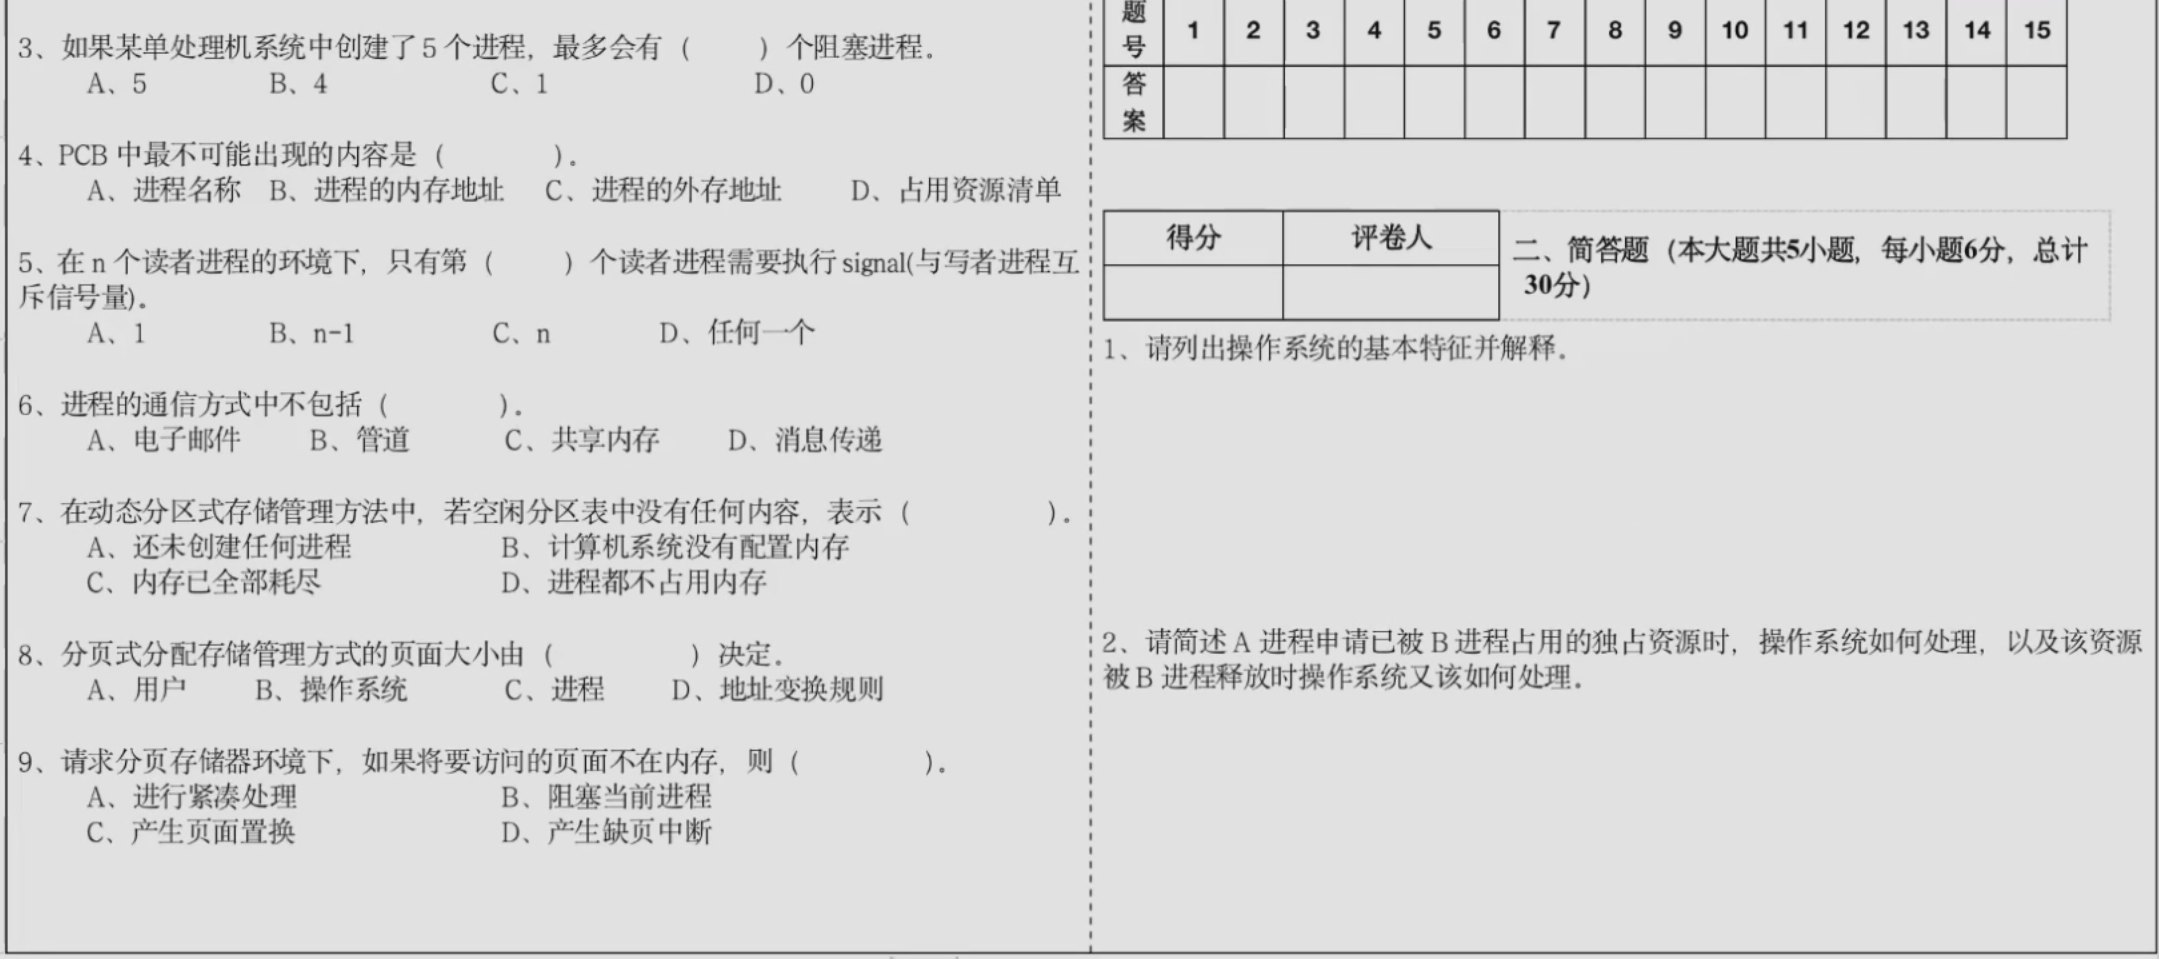 3、如果某单处理机系统中创建了5个进程，最多会有（　　）个阻塞进程。
A、5　　B、4　　C、1　　D、0
4、PCB 中最不可能出现的内容是（　　）。
A、进程名称　B、进程的内存地址　C、进程的外存地址　D、占用资源清单
5、在 n 个读者进程的环境下，只有第（　　）个读者进程需要执行 signal(与写者进程互
斥信号量)。
A、1　　B、n-1　　C、n　　D、任何一个
6、进程的通信方式中不包括（　　）。
A、电子邮件　　B、管道　　C、共享内存　　D、消息传递
7、在动态分区式存储管理方法中，若空闲分区表中没有任何内容，表示（　　）。
A、还未创建任何进程　　B、计算机系统没有配置内存
C、内存已全部耗尽　　D、进程都不占用内存
8、分页式分配存储管理方式的页面大小由（　　）决定。
A、用户　　B、操作系统　　C、进程　　D、地址变换规则
9、请求分页存储器环境下，如果将要访问的页面不在内存，则（　　）。
A、进行紧凑处理　　B、阻塞当前进程
C、产生页面置换　　D、产生缺页中断
题号 1 2 3 4 5 6 7 8 9 10 11 12 13 14 15
答案
得分　评卷人
二、简答题（本大题共5小题，每小题6分，总计
30分）
1、请列出操作系统的基本特征并解释。
2、请简述 A 进程申请已被 B 进程占用的独占资源时，操作系统如何处理，以及该资源
被 B 进程释放时操作系统又该如何处理。